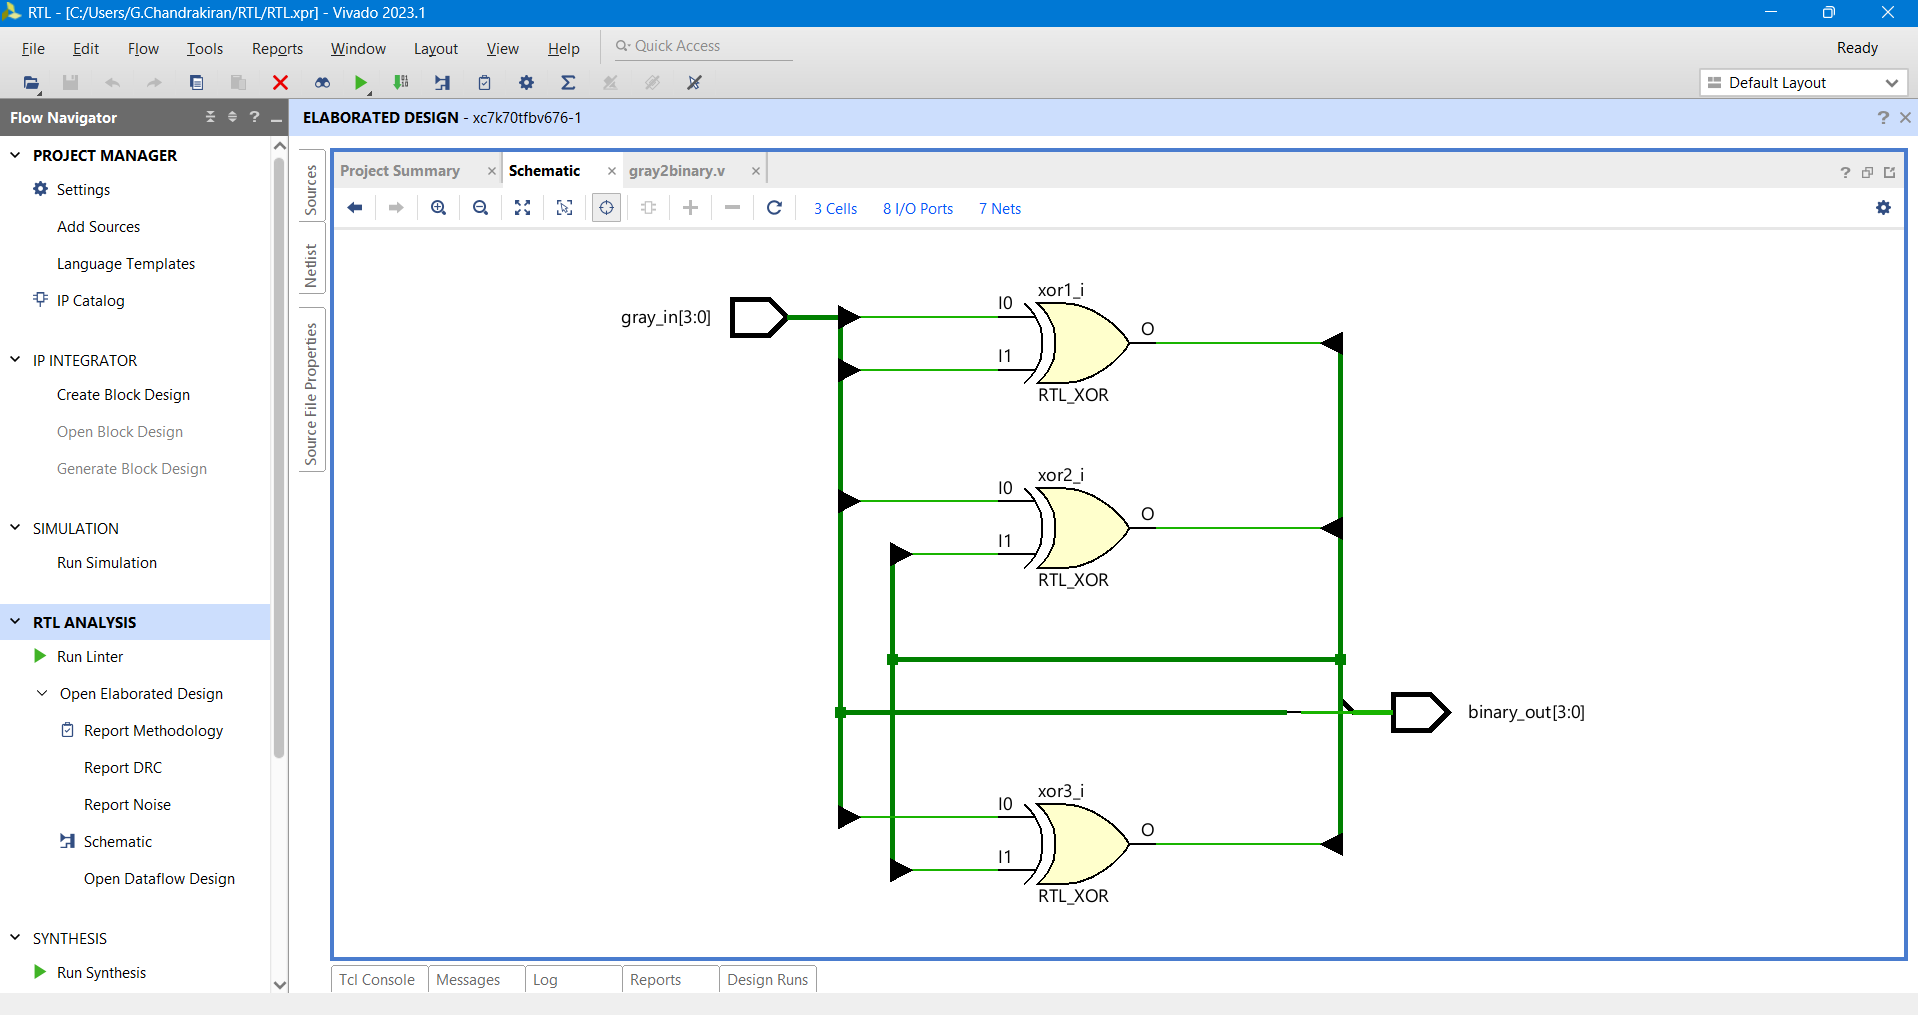 RTL - [C:/Users/G.Chandrakiran/RTL/RTL.xpr] - Vivado 2023.1
File Edit Flow Tools Reports Window Layout View Help
Quick Access
Ready
Default Layout
Flow Navigator
ELABORATED DESIGN - xc7k70tfbv676-1
PROJECT MANAGER
Settings
Add Sources
Language Templates
IP Catalog
IP INTEGRATOR
Create Block Design
Open Block Design
Generate Block Design
SIMULATION
Run Simulation
RTL ANALYSIS
Run Linter
Open Elaborated Design
Report Methodology
Report DRC
Report Noise
Schematic
Open Dataflow Design
SYNTHESIS
Run Synthesis
Sources
Netlist
Source File Properties
Project Summary
Schematic
gray2binary.v
3 Cells 8 I/O Ports 7 Nets
gray_in[3:0]
xor1_i
I0
I1
O
RTL_XOR
xor2_i
I0
I1
O
RTL_XOR
binary_out[3:0]
xor3_i
I0
I1
O
RTL_XOR
Tcl Console Messages Log Reports Design Runs